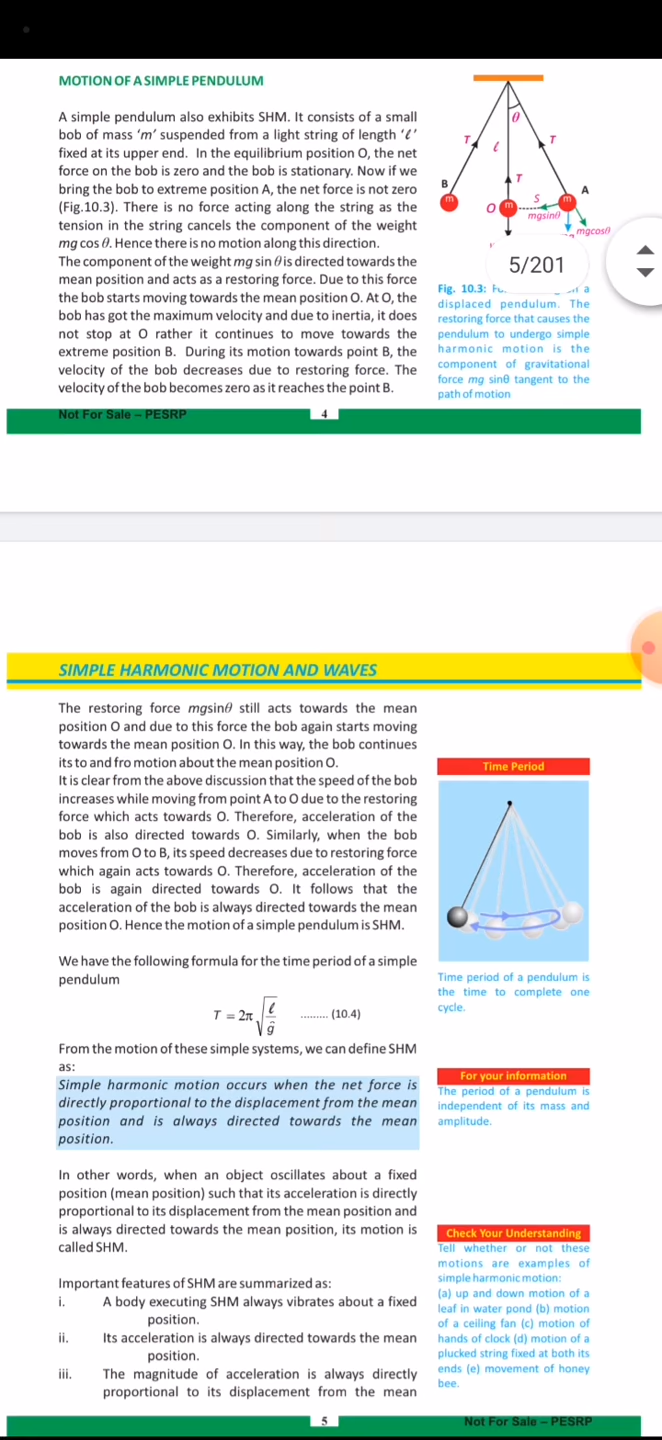 MOTION OF A SIMPLE PENDULUM
A simple pendulum also exhibits SHM. It consists of a small
bob of mass ‘m’ suspended from a light string of length ‘ℓ’
fixed at its upper end. In the equilibrium position O, the net
force on the bob is zero and the bob is stationary. Now if we
bring the bob to extreme position A, the net force is not zero
(Fig.10.3). There is no force acting along the string as the
tension in the string cancels the component of the weight
mg cos θ. Hence there is no motion along this direction.
The component of the weight mg sin θ is directed towards the
mean position and acts as a restoring force. Due to this force
the bob starts moving towards the mean position O. At O, the
bob has got the maximum velocity and due to inertia, it does
not stop at O rather it continues to move towards the
extreme position B. During its motion towards point B, the
velocity of the bob decreases due to restoring force. The
velocity of the bob becomes zero as it reaches the point B.
θ
T
ℓ
T
T
B
A
m
O
m
S
m
mgsinθ
mgcosθ
5/201
Fig. 10.3: a
displaced pendulum. The
restoring force that causes the
pendulum to undergo simple
harmonic motion is the
component of gravitational
force mg sinθ tangent to the
path of motion
Not For Sale – PESRP
4
SIMPLE HARMONIC MOTION AND WAVES
The restoring force mgsinθ still acts towards the mean
position O and due to this force the bob again starts moving
towards the mean position O. In this way, the bob continues
its to and fro motion about the mean position O.
It is clear from the above discussion that the speed of the bob
increases while moving from point A to O due to the restoring
force which acts towards O. Therefore, acceleration of the
bob is also directed towards O. Similarly, when the bob
moves from O to B, its speed decreases due to restoring force
which again acts towards O. Therefore, acceleration of the
bob is again directed towards O. It follows that the
acceleration of the bob is always directed towards the mean
position O. Hence the motion of a simple pendulum is SHM.
We have the following formula for the time period of a simple
pendulum
T = 2π √(ℓ/g) ......... (10.4)
From the motion of these simple systems, we can define SHM
as:
Simple harmonic motion occurs when the net force is
directly proportional to the displacement from the mean
position and is always directed towards the mean
position.
In other words, when an object oscillates about a fixed
position (mean position) such that its acceleration is directly
proportional to its displacement from the mean position and
is always directed towards the mean position, its motion is
called SHM.
Important features of SHM are summarized as:
i. A body executing SHM always vibrates about a fixed
position.
ii. Its acceleration is always directed towards the mean
position.
iii. The magnitude of acceleration is always directly
proportional to its displacement from the mean
Time Period
Time period of a pendulum is
the time to complete one
cycle.
For your information
The period of a pendulum is
independent of its mass and
amplitude.
Check Your Understanding
Tell whether or not these
motions are examples of
simple harmonic motion:
(a) up and down motion of a
leaf in water pond (b) motion
of a ceiling fan (c) motion of
hands of clock (d) motion of a
plucked string fixed at both its
ends (e) movement of honey
bee.
5
Not For Sale – PESRP